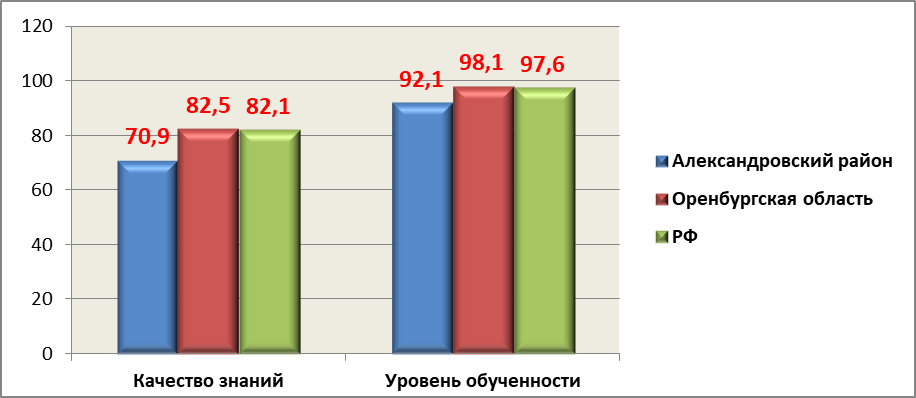 120
100
80
60
40
20
0
70,9
82,5
82,1
92,1
98,1
97,6
Качество знаний
Уровень обученности
Александровский район
Оренбургская область
РФ